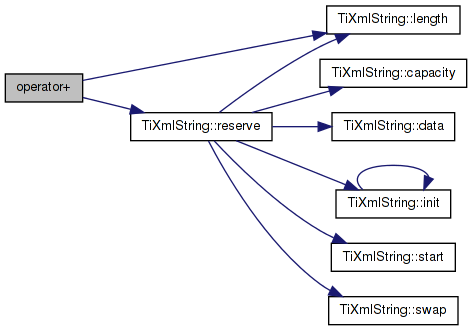 TiXmlString::length
TiXmlString::capacity
operator+
TiXmlString::reserve
TiXmlString::data
TiXmlString::init
TiXmlString::start
TiXmlString::swap